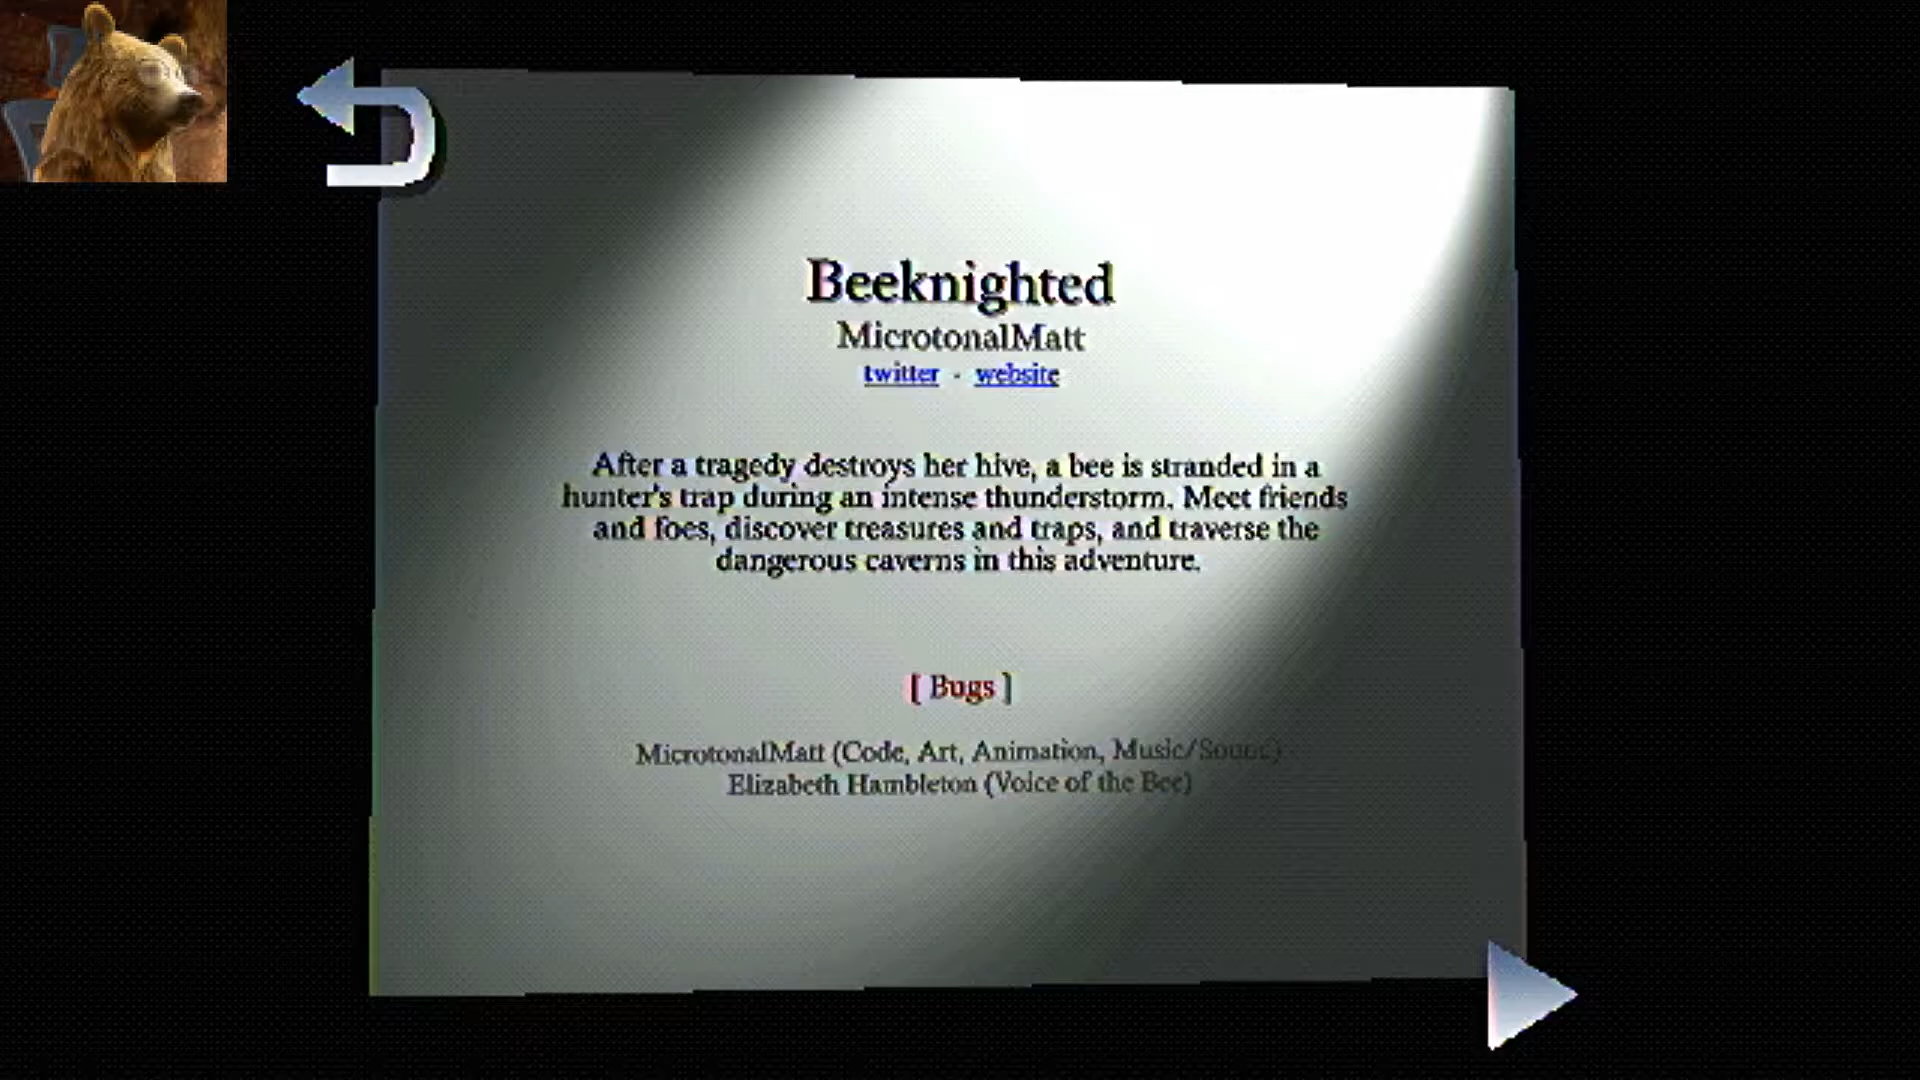 Beeknighted
MicrotonalMatt
twitter - website
After a tragedy destroys her hive, a bee is stranded in a
hunter's trap during an intense thunderstorm. Meet friends
and foes, discover treasures and traps, and traverse the
dangerous caverns in this adventure.
[ Bugs ]
MicrotonalMatt (Code, Art, Animation, Music/Sound)
Elizabeth Hambleton (Voice of the Bee)